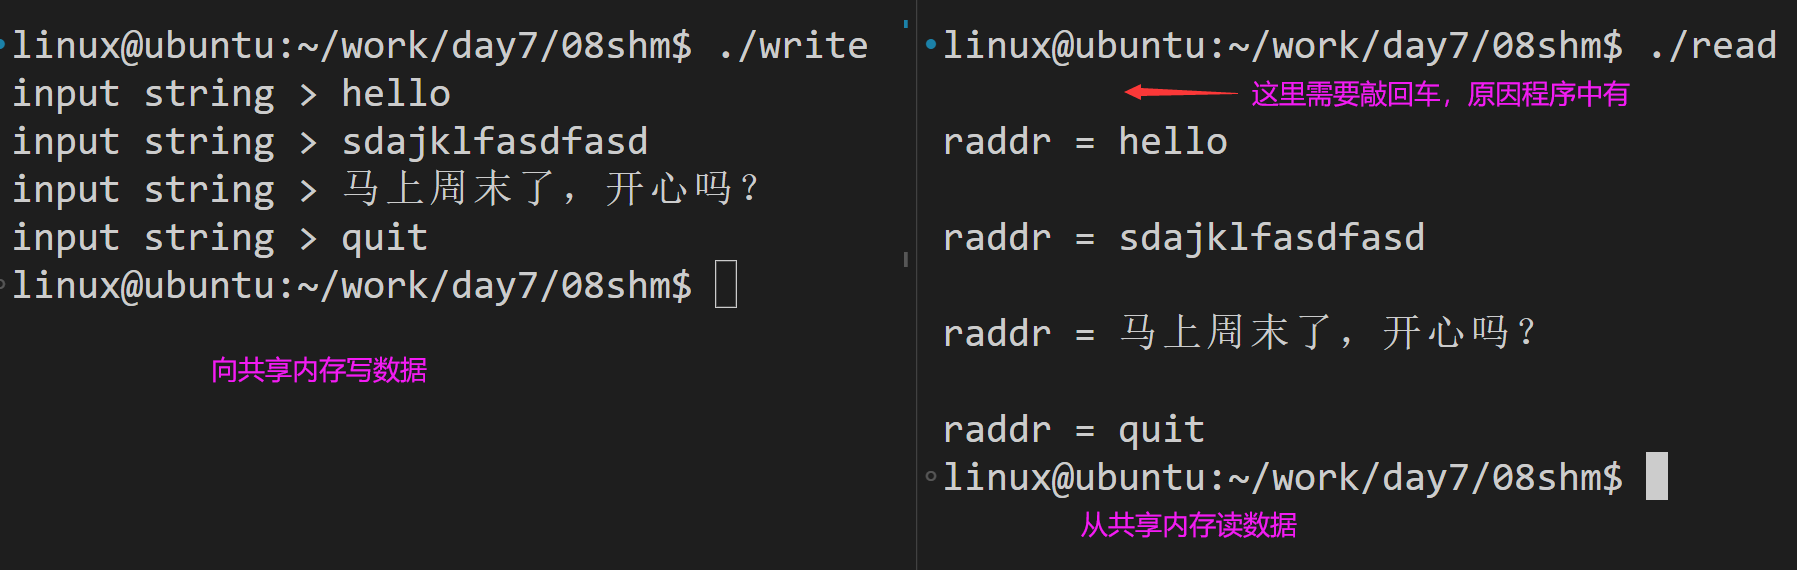 linux@ubuntu:~/work/day7/08shm$ ./write
input string > hello
input string > sdajklfasdfasd
input string > 马上周末了，开心吗？
input string > quit
linux@ubuntu:~/work/day7/08shm$
向共享内存写数据
linux@ubuntu:~/work/day7/08shm$ ./read
这里需要敲回车，原因程序中有
raddr = hello
raddr = sdajklfasdfasd
raddr = 马上周末了，开心吗？
raddr = quit
linux@ubuntu:~/work/day7/08shm$
从共享内存读数据